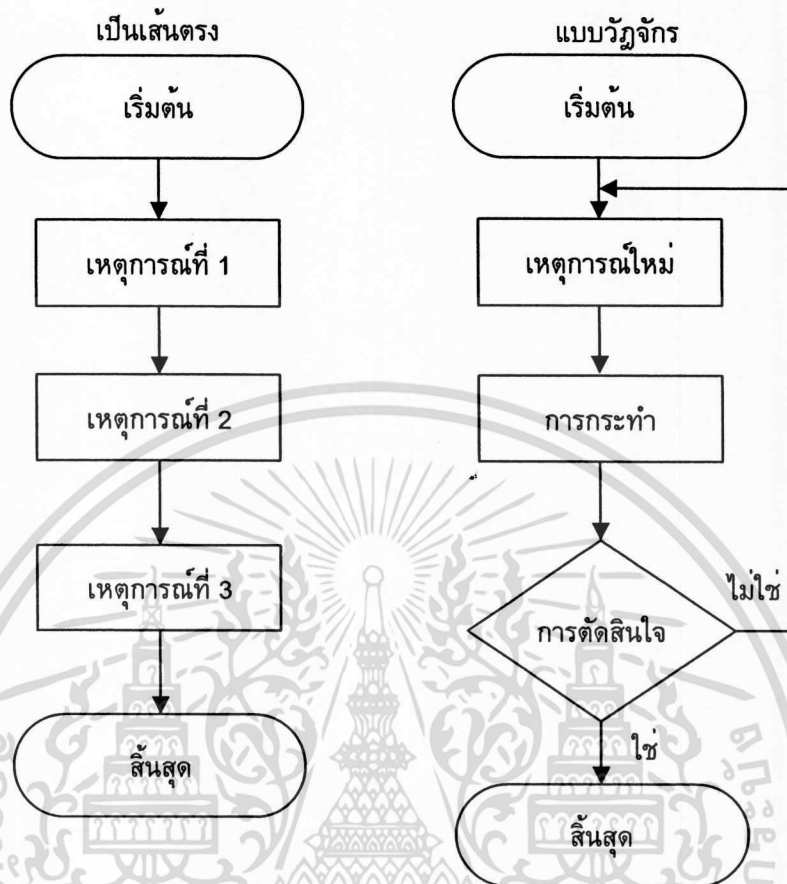 เป็นเส้นตรง
เริ่มต้น
เหตุการณ์ที่ 1
เหตุการณ์ที่ 2
เหตุการณ์ที่ 3
สิ้นสุด
แบบวัฏจักร
เริ่มต้น
เหตุการณ์ใหม่
การกระทำ
การตัดสินใจ
ไม่ใช่
ใช่
สิ้นสุด